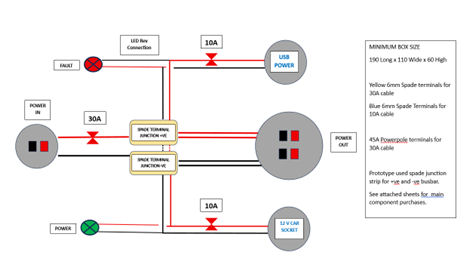 LED Rev
Connection
10A
FAULT
USB
POWER
POWER
IN
30A
SPADE TERMINAL
JUNCTION +VE
SPADE TERMINAL
JUNCTION -VE
POWER
OUT
10A
POWER
12 V CAR
SOCKET
MINIMUM BOX SIZE
190 Long x 110 Wide x 60 High
Yellow 6mm Spade terminals for
30A cable
Blue 6mm Spade Terminals for
10A cable
45A Powerpole terminals for
30A cable
Prototype used spade junction
strip for +ve and -ve busbar.
See attached sheets for main
component purchases.